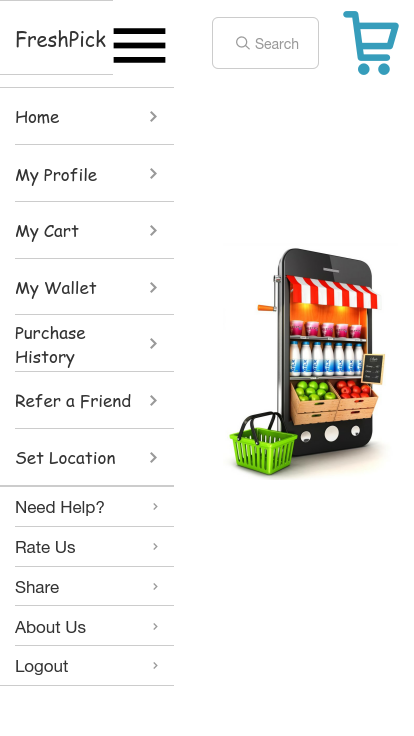 FreshPick
Search
Home
My Profile
My Cart
My Wallet
Purchase
History
Refer a Friend
Set Location
Need Help?
Rate Us
Share
About Us
Logout